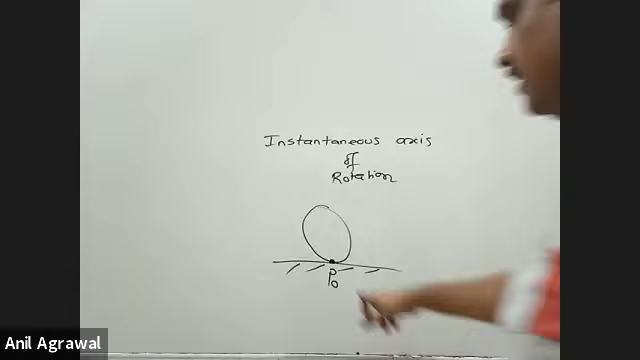 Instantaneous axis
of
Rotation
P0
Anil Agrawal